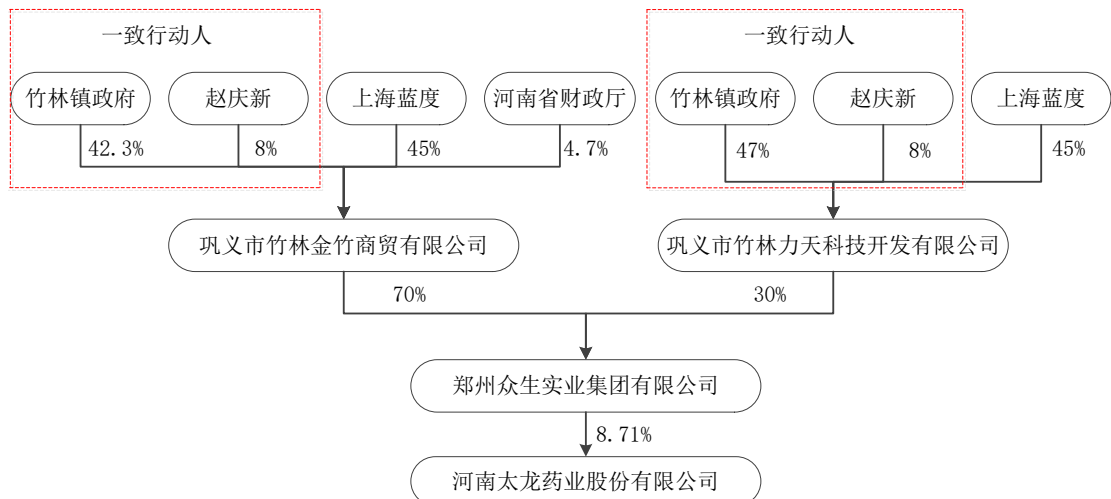 一致行动人
一致行动人
竹林镇政府
赵庆新
上海蓝度
河南省财政厅
竹林镇政府
赵庆新
上海蓝度
42.3%
8%
45%
4.7%
47%
8%
45%
巩义市竹林金竹商贸有限公司
巩义市竹林力天科技开发有限公司
70%
30%
郑州众生实业集团有限公司
8.71%
河南太龙药业股份有限公司